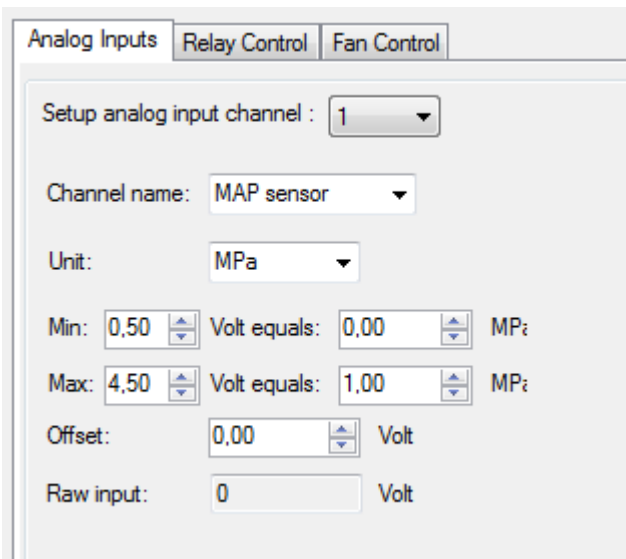 Analog Inputs Relay Control Fan Control
Setup analog input channel : 1
Channel name: MAP sensor
Unit: MPa
Min: 0,50 Volt equals: 0,00 MPa
Max: 4,50 Volt equals: 1,00 MPa
Offset: 0,00 Volt
Raw input: 0 Volt